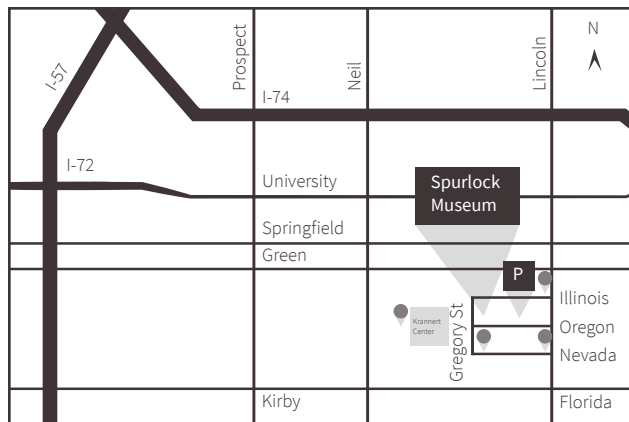 N
I-57
Prospect
Neil
Lincoln
I-74
I-72
University
Spurlock
Museum
Springfield
Green
P
Illinois
Gregory St
Krannert
Center
Oregon
Nevada
Kirby
Florida